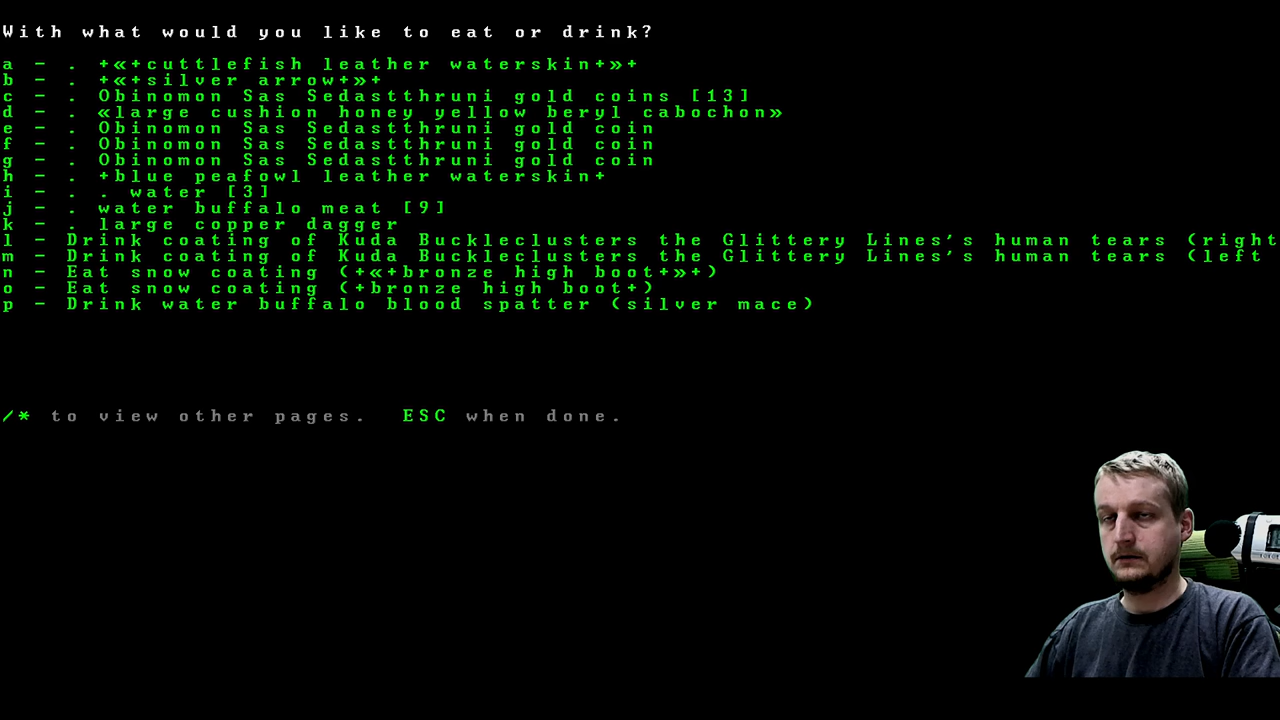 With what would you like to eat or drink?
a - . +«+cuttlefish leather waterskin+»+
b - . +«+silver arrow+»+
c - . Obinomon Sas Sedastthruni gold coins [13]
d - . «large cushion honey yellow beryl cabochon»
e - . Obinomon Sas Sedastthruni gold coin
f - . Obinomon Sas Sedastthruni gold coin
g - . Obinomon Sas Sedastthruni gold coin
h - . +blue peafowl leather waterskin+
i - . . water [3]
j - . water buffalo meat [9]
k - . large copper dagger
l - Drink coating of Kuda Buckleclusters the Glittery Lines's human tears (right
m - Drink coating of Kuda Buckleclusters the Glittery Lines's human tears (left
n - Eat snow coating (+«+bronze high boot+»+)
o - Eat snow coating (+bronze high boot+)
p - Drink water buffalo blood spatter (silver mace)
/* to view other pages. ESC when done.